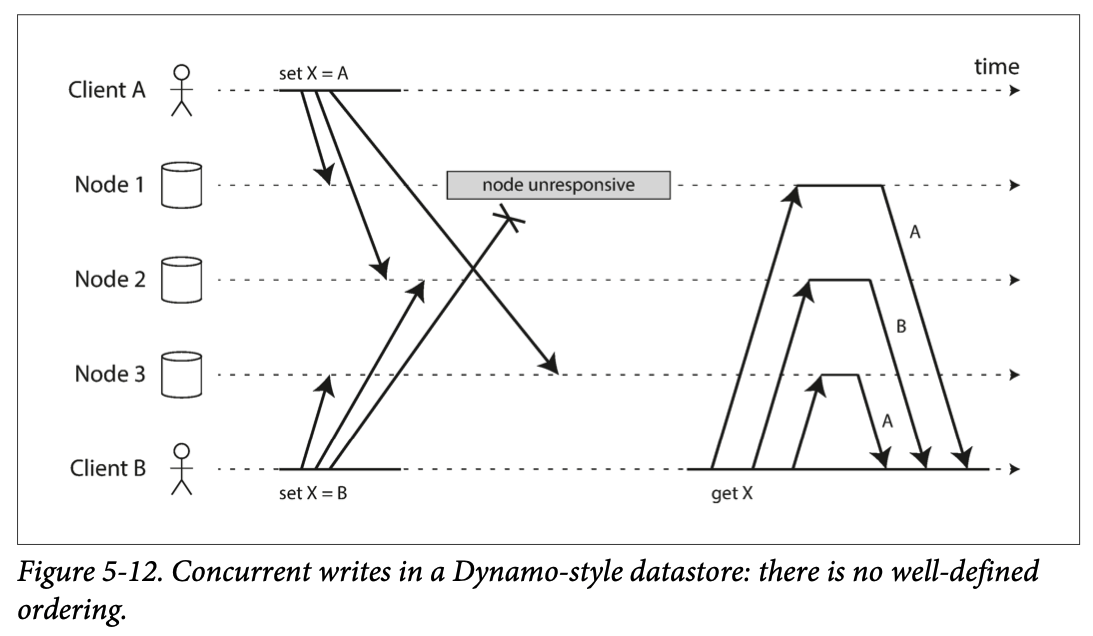 set X = A
time
Client A
Node 1
node unresponsive
A
Node 2
B
Node 3
A
Client B
set X = B
get X
Figure 5-12. Concurrent writes in a Dynamo-style datastore: there is no well-defined
ordering.